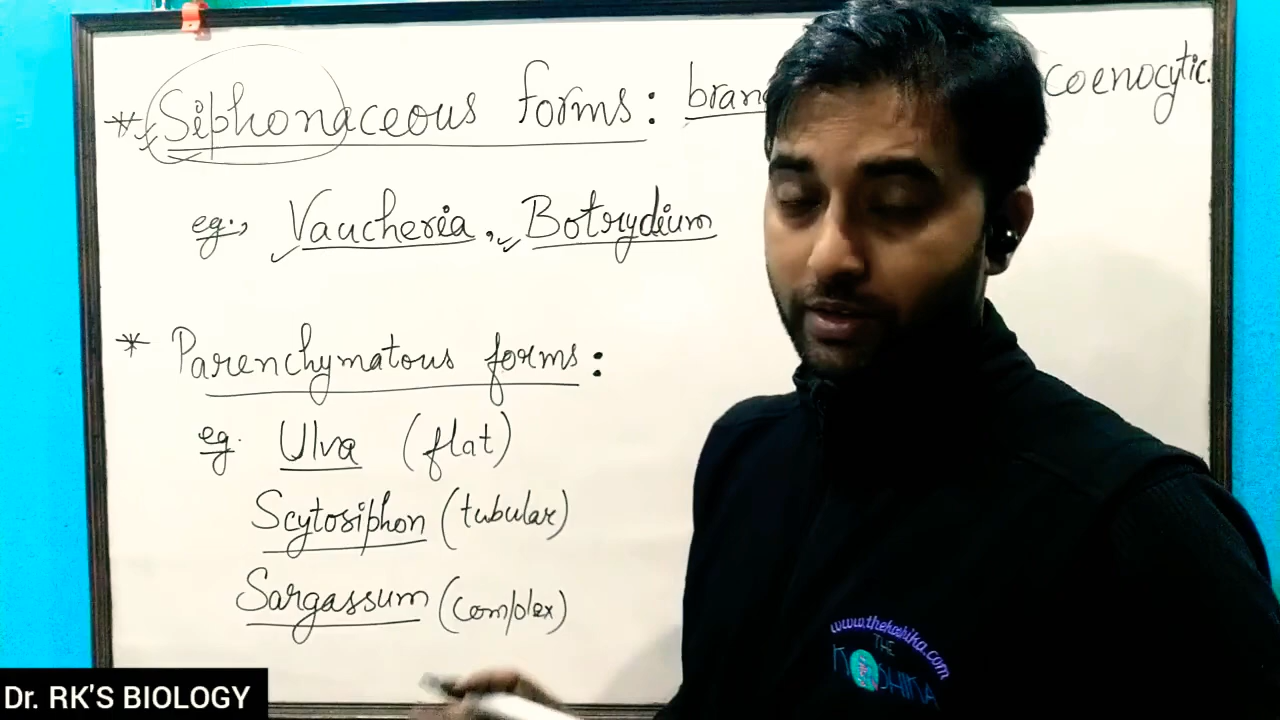 * Siphonaceous forms: bran coenocytic.
eg., Vaucheria, Botrydium
* Parenchymatous forms:
eg. Ulva (flat)
Scytosiphon (tubular)
Sargassum (complex)
www.thekoshika.com
THE
KOSHIKA
Dr. RK'S BIOLOGY